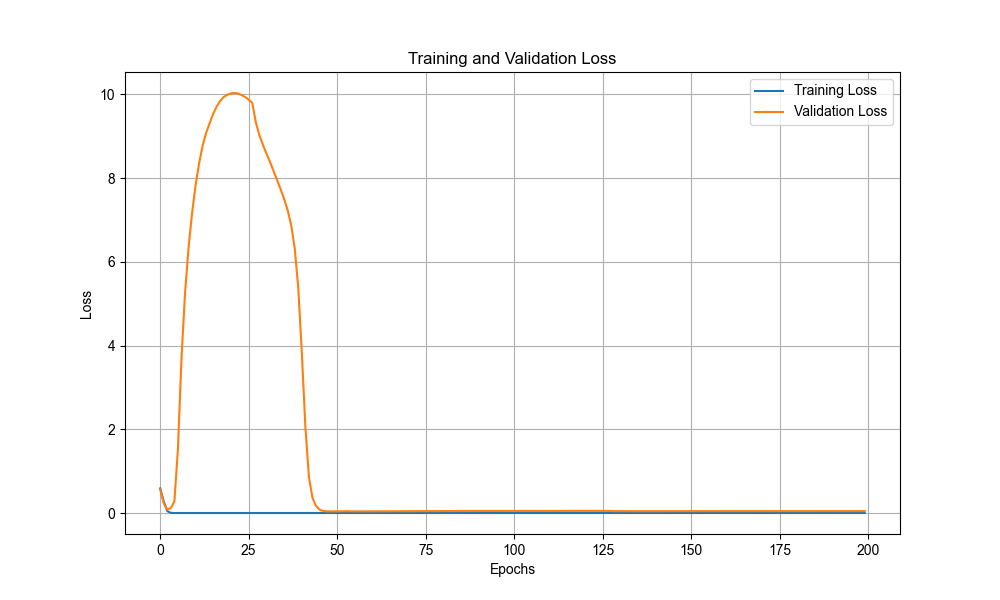 Training and Validation Loss
Training Loss
Validation Loss
10
8
6
4
2
0
Loss
0 25 50 75 100 125 150 175 200
Epochs